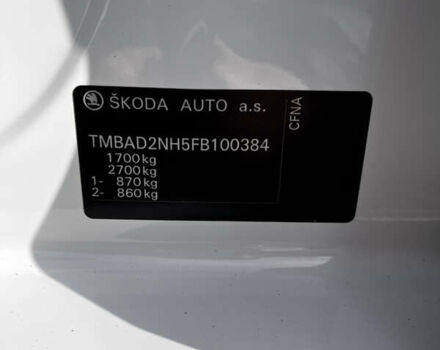 ŠKODA AUTO a.s.
TMBAD2NH5FB100384
1700kg
2700kg
1- 870kg
2- 860kg
CFNA